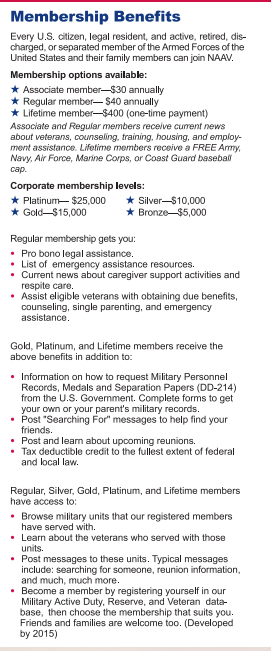 Membership Benefits
Every U.S. citizen, legal resident, and active, retired, dis-
charged, or separated member of the Armed Forces of the
United States and their family members can join NAAV.
Membership options available:
★ Associate member—$30 annually
★ Regular member— $40 annually
★ Lifetime member—$400 (one-time payment)
Associate and Regular members receive current news
about veterans, counseling, training, housing, and employ-
ment assistance. Lifetime members receive a FREE Army,
Navy, Air Force, Marine Corps, or Coast Guard baseball
cap.
Corporate membership levels:
★ Platinum— $25,000 ★ Silver—$10,000
★ Gold—$15,000 ★ Bronze—$5,000
Regular membership gets you:
• Pro bono legal assistance.
• List of emergency assistance resources.
• Current news about caregiver support activities and
respite care.
• Assist eligible veterans with obtaining due benefits,
counseling, single parenting, and emergency
assistance.
Gold, Platinum, and Lifetime members receive the
above benefits in addition to:
• Information on how to request Military Personnel
Records, Medals and Separation Papers (DD-214)
from the U.S. Government. Complete forms to get
your own or your parent's military records.
• Post "Searching For" messages to help find your
friends.
• Post and learn about upcoming reunions.
• Tax deductible credit to the fullest extent of federal
and local law.
Regular, Silver, Gold, Platinum, and Lifetime members
have access to:
• Browse military units that our registered members
have served with.
• Learn about the veterans who served with those
units.
• Post messages to these units. Typical messages
include: searching for someone, reunion information,
and much, much more.
• Become a member by registering yourself in our
Military Active Duty, Reserve, and Veteran data-
base, then choose the membership that suits you.
Friends and families are welcome too. (Developed
by 2015)